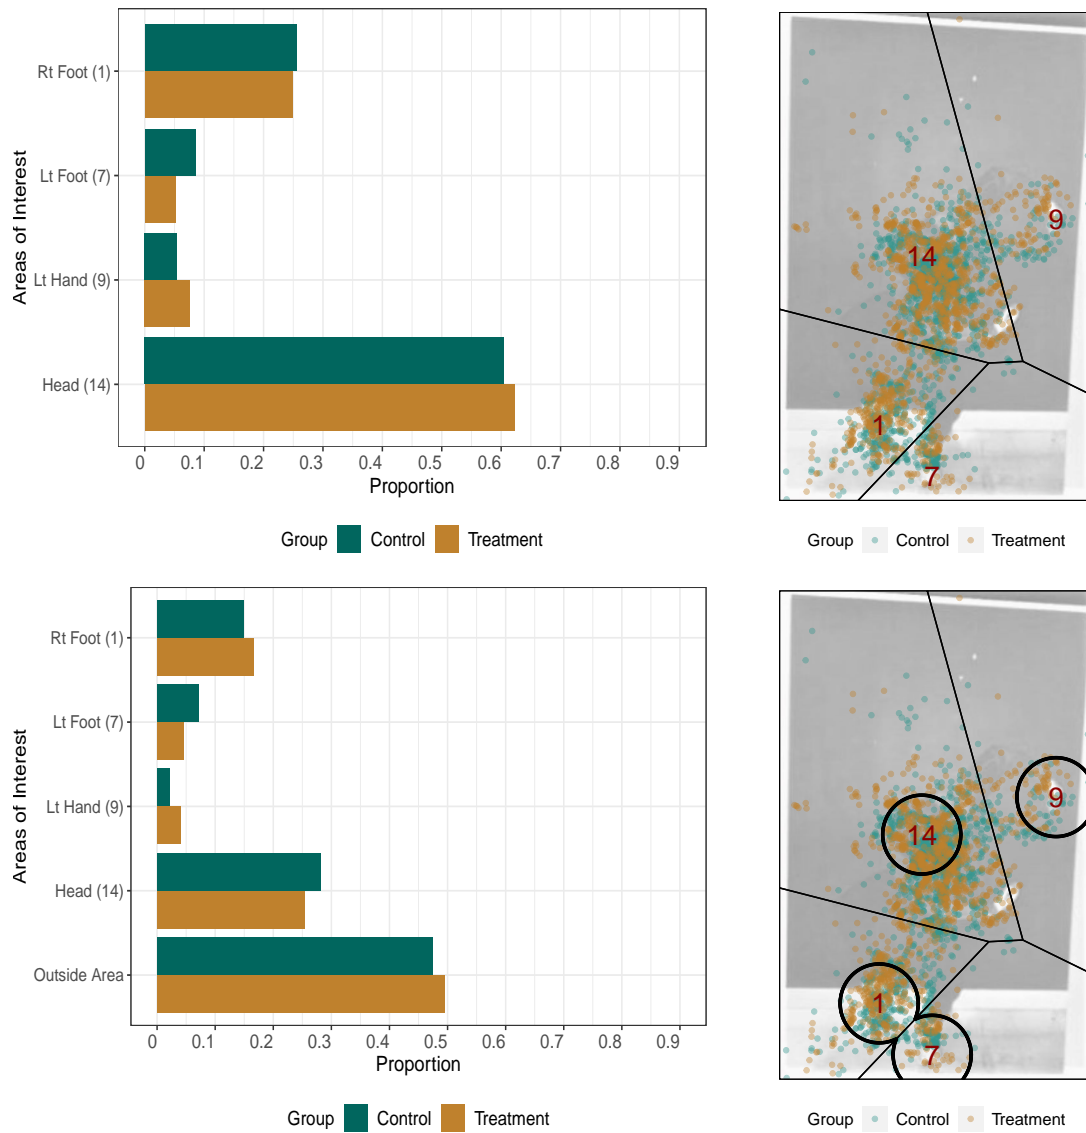 Areas of Interest
Rt Foot (1)
Lt Foot (7)
Lt Hand (9)
Head (14)
0 0.1 0.2 0.3 0.4 0.5 0.6 0.7 0.8 0.9
Proportion
Group Control Treatment
9
14
1
7
Group Control Treatment
Areas of Interest
Rt Foot (1)
Lt Foot (7)
Lt Hand (9)
Head (14)
Outside Area
0 0.1 0.2 0.3 0.4 0.5 0.6 0.7 0.8 0.9
Proportion
Group Control Treatment
9
14
1
7
Group Control Treatment